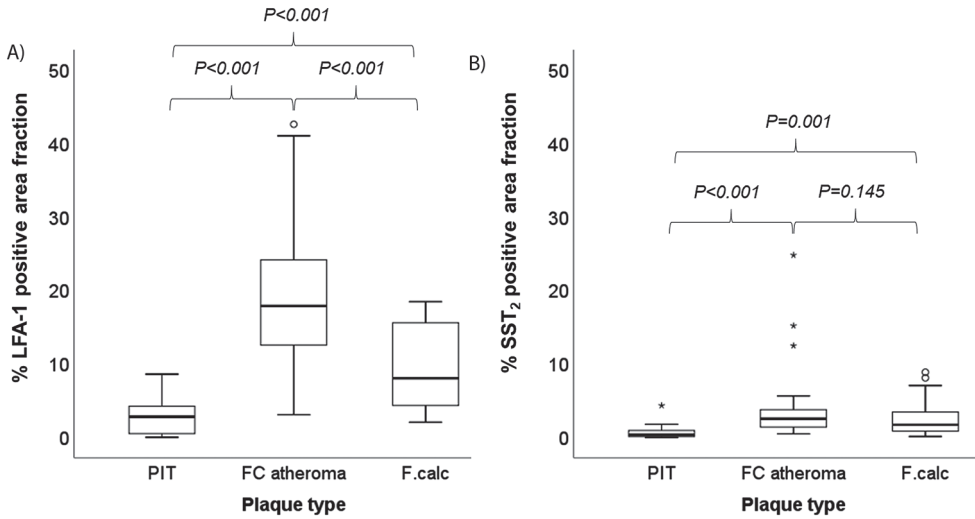 A)
P<0.001
P<0.001
P<0.001
% LFA-1 positive area fraction
50
40
30
20
10
0
PIT
FC atheroma
F.calc
Plaque type
B)
P=0.001
P<0.001
P=0.145
% SST₂ positive area fraction
50
40
30
20
10
0
PIT
FC atheroma
F.calc
Plaque type